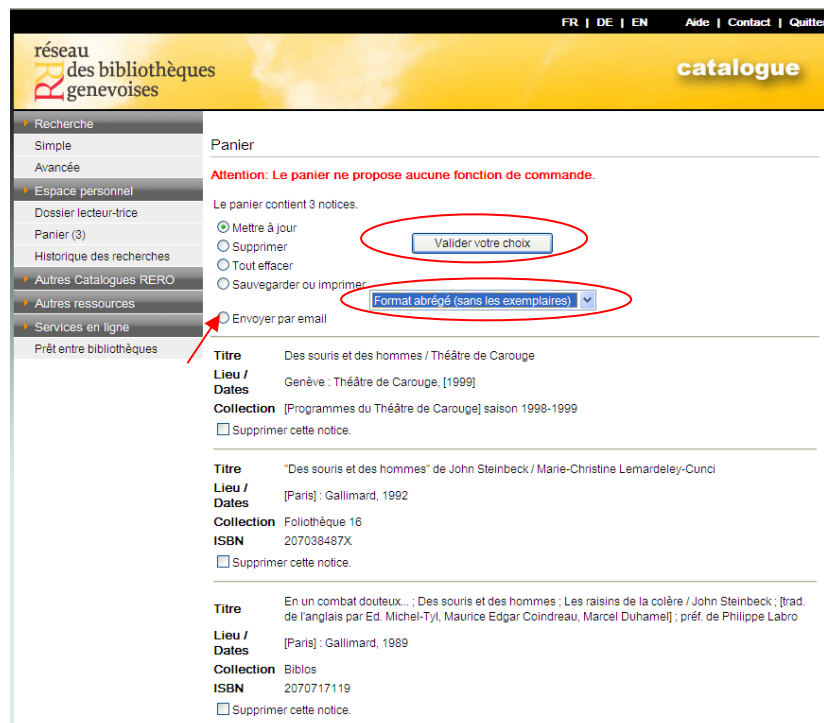 FR | DE | EN Aide | Contact | Quitter
réseau
des bibliothèques
genevoises
catalogue
Recherche
Simple
Avancée
Espace personnel
Dossier lecteur-trice
Panier (3)
Historique des recherches
Autres Catalogues RERO
Autres ressources
Services en ligne
Prêt entre bibliothèques
Panier
Attention: Le panier ne propose aucune fonction de commande.
Le panier contient 3 notices.
Mettre à jour
Supprimer
Tout effacer
Sauvegarder ou imprimer
Envoyer par email
Valider votre choix
Format abrégé (sans les exemplaires)
Titre Des souris et des hommes / Théâtre de Carouge
Lieu /
Dates Genève : Théâtre de Carouge, [1999]
Collection [Programmes du Théâtre de Carouge] saison 1998-1999
Supprimer cette notice.
Titre "Des souris et des hommes" de John Steinbeck / Marie-Christine Lemardeley-Cunci
Lieu /
Dates [Paris] : Gallimard, 1992
Collection Foliothèque 16
ISBN 207038487X
Supprimer cette notice.
Titre En un combat douteux... ; Des souris et des hommes ; Les raisins de la colère / John Steinbeck ; [trad.
de l'anglais par Ed. Michel-Tyl, Maurice Edgar Coindreau, Marcel Duhamel] ; préf. de Philippe Labro
Lieu /
Dates [Paris] : Gallimard, 1989
Collection Biblos
ISBN 2070717119
Supprimer cette notice.